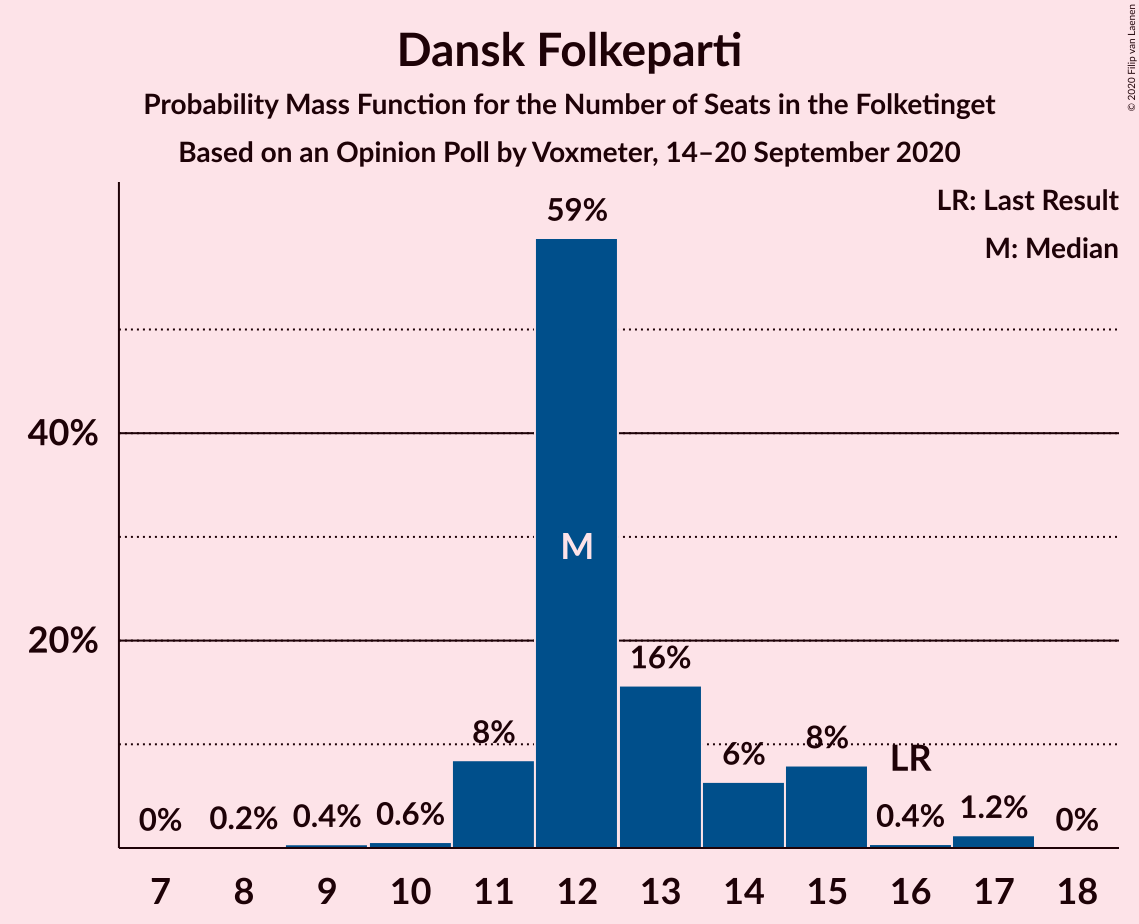 Dansk Folkeparti
Probability Mass Function for the Number of Seats in the Folketinget
Based on an Opinion Poll by Voxmeter, 14–20 September 2020
© 2020 Filip van Laenen
LR: Last Result
M: Median
59%
40%
M
20%
16%
8%
6%
8%
LR
0%
0.2%
0.4%
0.6%
0.4%
1.2%
0%
7 8 9 10 11 12 13 14 15 16 17 18